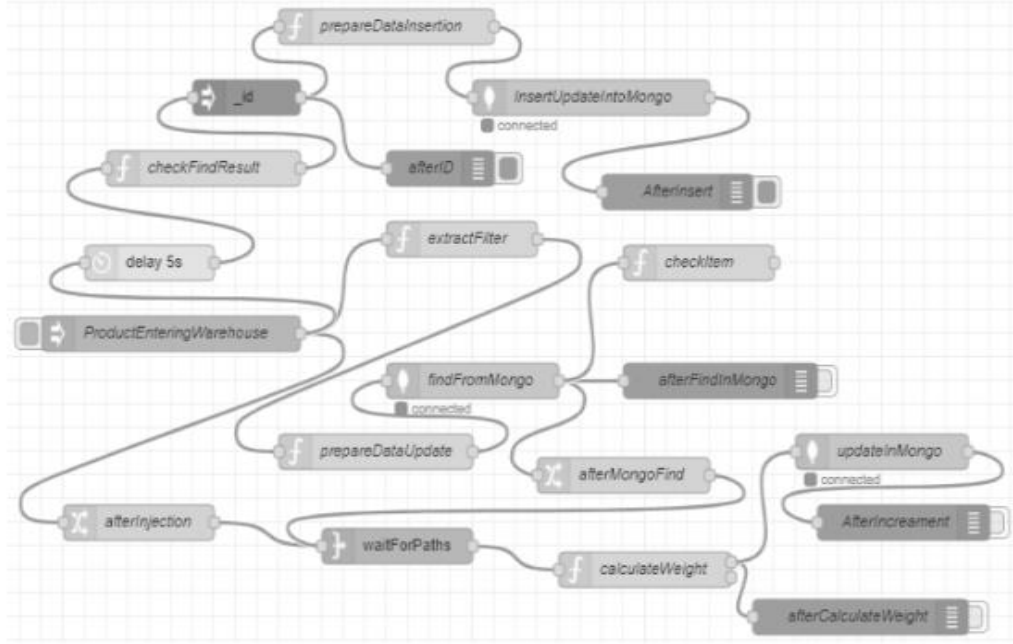 prepareDataInsertion
_id
InsertUpdateIntoMongo
connected
checkFindResult
afterID
AfterInsert
extractFilter
delay 5s
checkItem
ProductEnteringWarehouse
findFromMongo
afterFindInMongo
connected
prepareDataUpdate
updateInMongo
afterMongoFind
connected
afterInjection
AfterIncreament
waitForPaths
calculateWeight
afterCalculateWeight